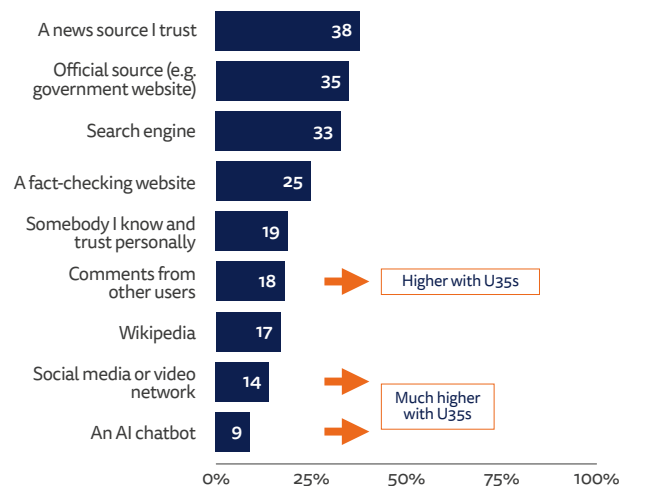 A news source I trust
38
Official source (e.g.
government website)
35
Search engine
33
A fact-checking website
25
Somebody I know and
trust personally
19
Comments from
other users
18
Higher with U35s
Wikipedia
17
Social media or video
network
14
Much higher
with U35s
An AI chatbot
9
0%
25%
50%
75%
100%